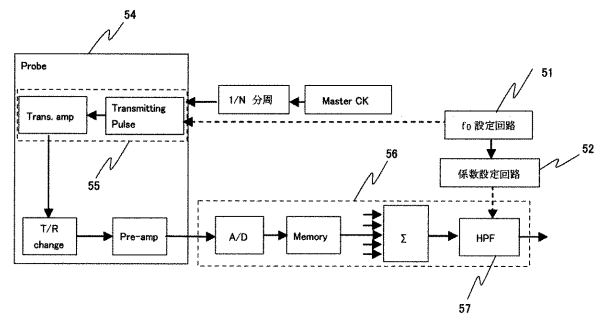 54
Probe
Trans. amp
Transmitting
Pulse
1/N 分周
Master CK
51
f0 設定回路
55
56
52
係数設定回路
T/R
change
Pre-amp
A/D
Memory
Σ
HPF
57